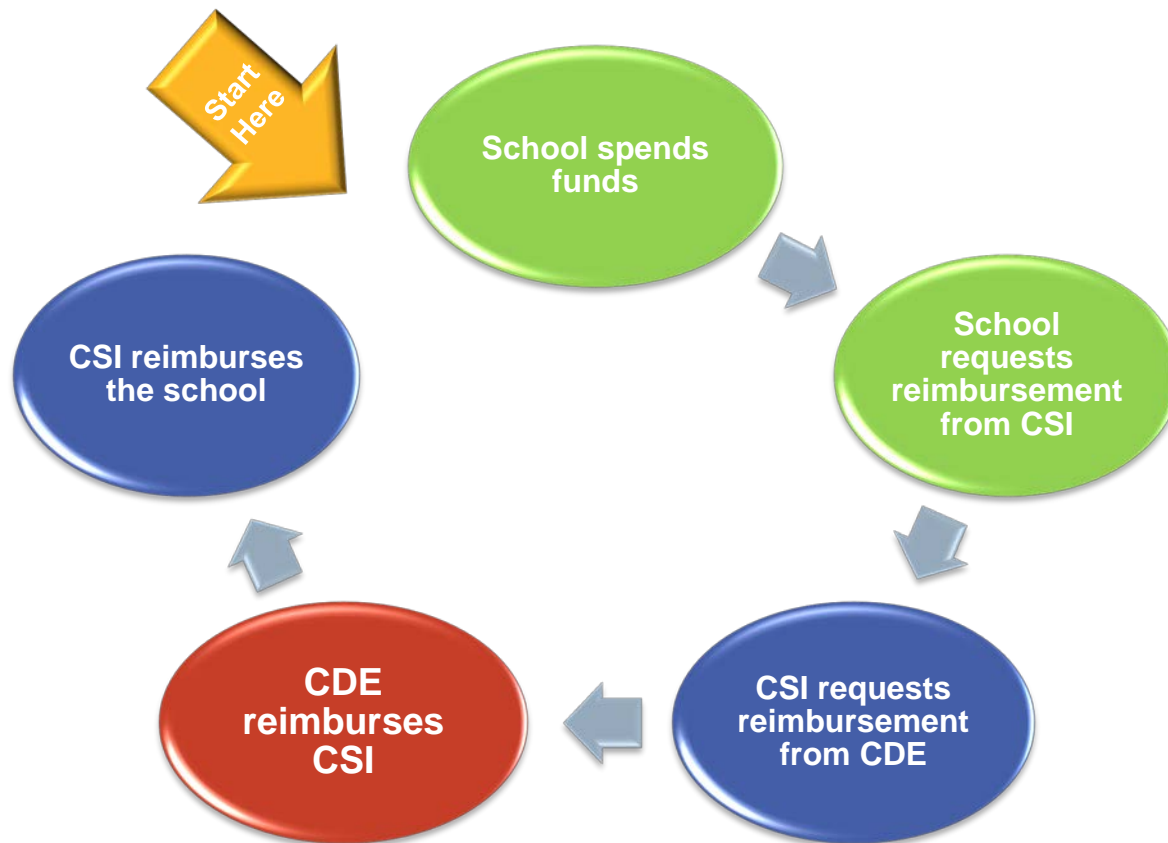 Start
Here
School spends
funds
School
requests
reimbursement
from CSI
CSI requests
reimbursement
from CDE
CDE
reimburses
CSI
CSI reimburses
the school